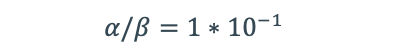 α/β = 1 * 10⁻¹